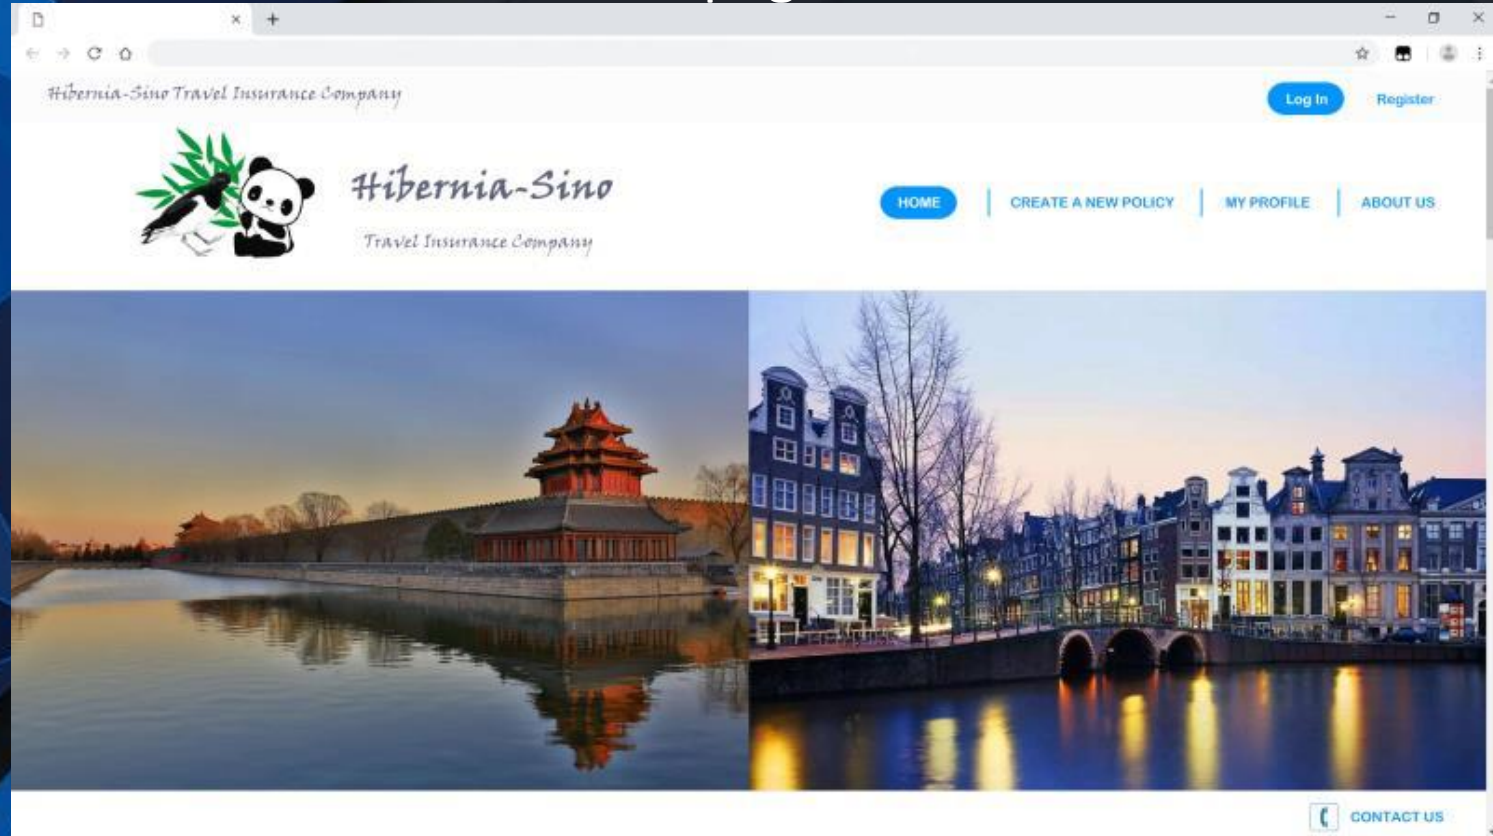 Hibernia-Sino Travel Insurance Company
Log In
Register
Hibernia-Sino
Travel Insurance Company
HOME
CREATE A NEW POLICY
MY PROFILE
ABOUT US
CONTACT US